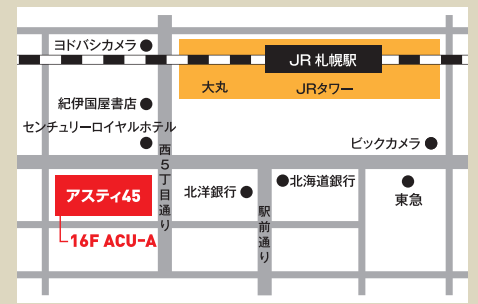 ヨドバシカメラ
JR 札幌駅
大丸
JRタワー
紀伊国屋書店
センチュリーロイヤルホテル
ビックカメラ
西5丁目通り
アスティ45
16F ACU-A
北洋銀行
北海道銀行
東急
駅前通り